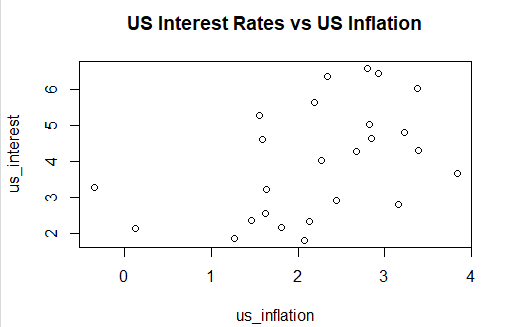 US Interest Rates vs US Inflation
us_interest
6
5
4
3
2
0 1 2 3 4
us_inflation